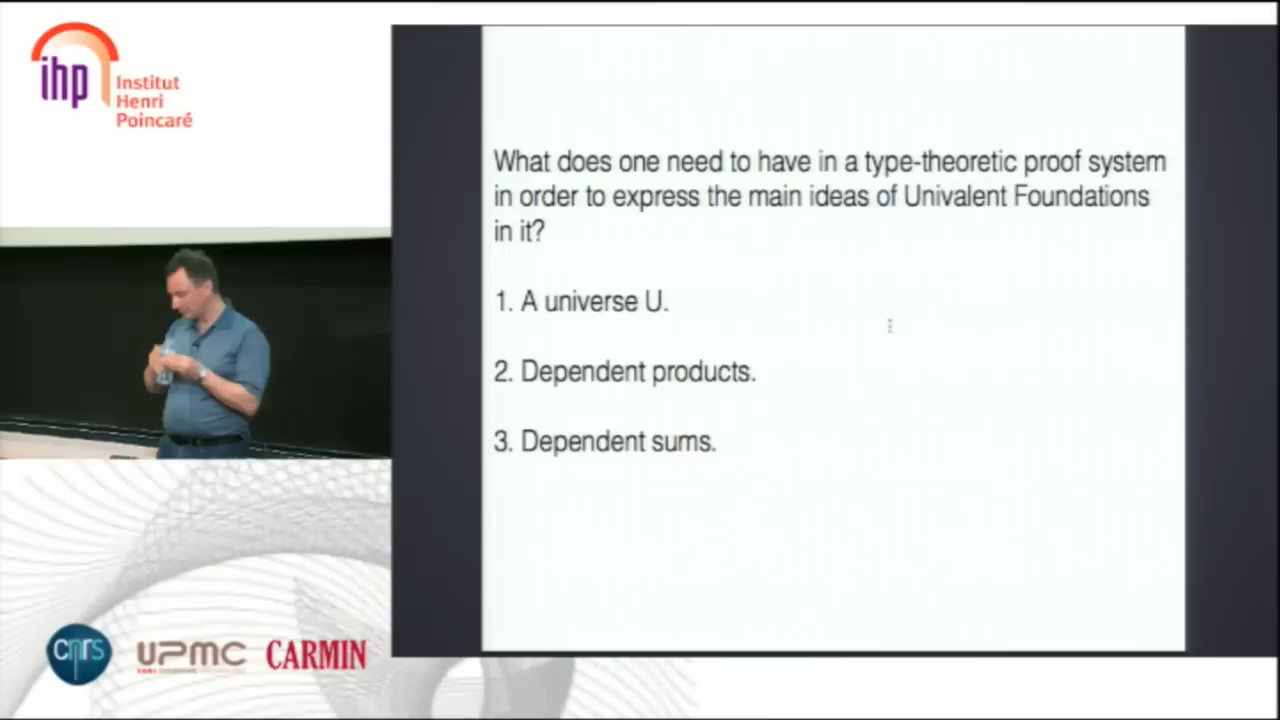 ihp
Institut
Henri
Poincaré
What does one need to have in a type-theoretic proof system
in order to express the main ideas of Univalent Foundations
in it?
1. A universe U.
2. Dependent products.
3. Dependent sums.
cnrs
UPMC
CARMIN